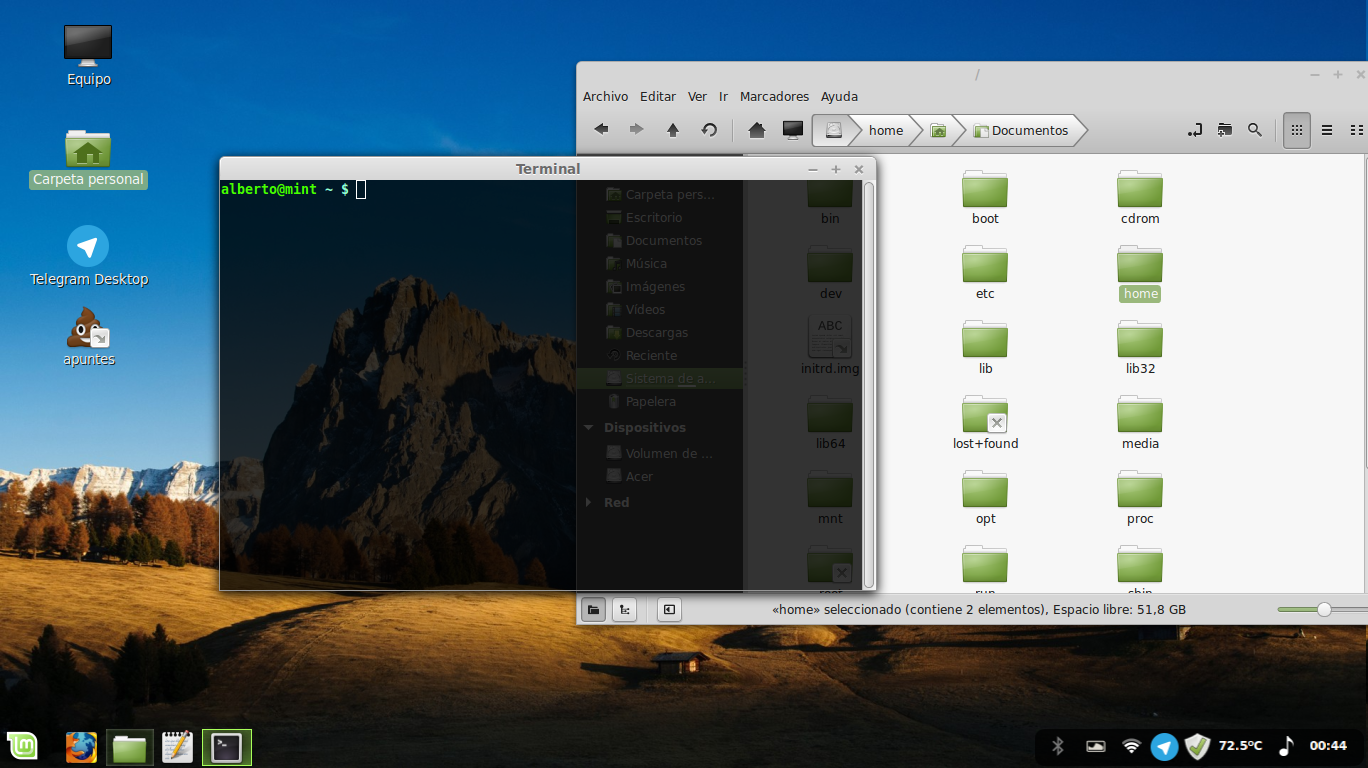 Equipo
Carpeta personal
Telegram Desktop
apuntes
/
Archivo Editar Ver Ir Marcadores Ayuda
home Documentos
Terminal
alberto@mint ~ $
Carpeta pers...
Escritorio
Documentos
Música
Imágenes
Vídeos
Descargas
Reciente
Sistema de a...
Papelera
Dispositivos
Volumen de ...
Acer
Red
bin boot cdrom
dev etc home
ABC
initrd.img lib lib32
lib64 lost+found media
mnt opt proc
root run sbin
«home» seleccionado (contiene 2 elementos), Espacio libre: 51,8 GB
72.5ºC 00:44